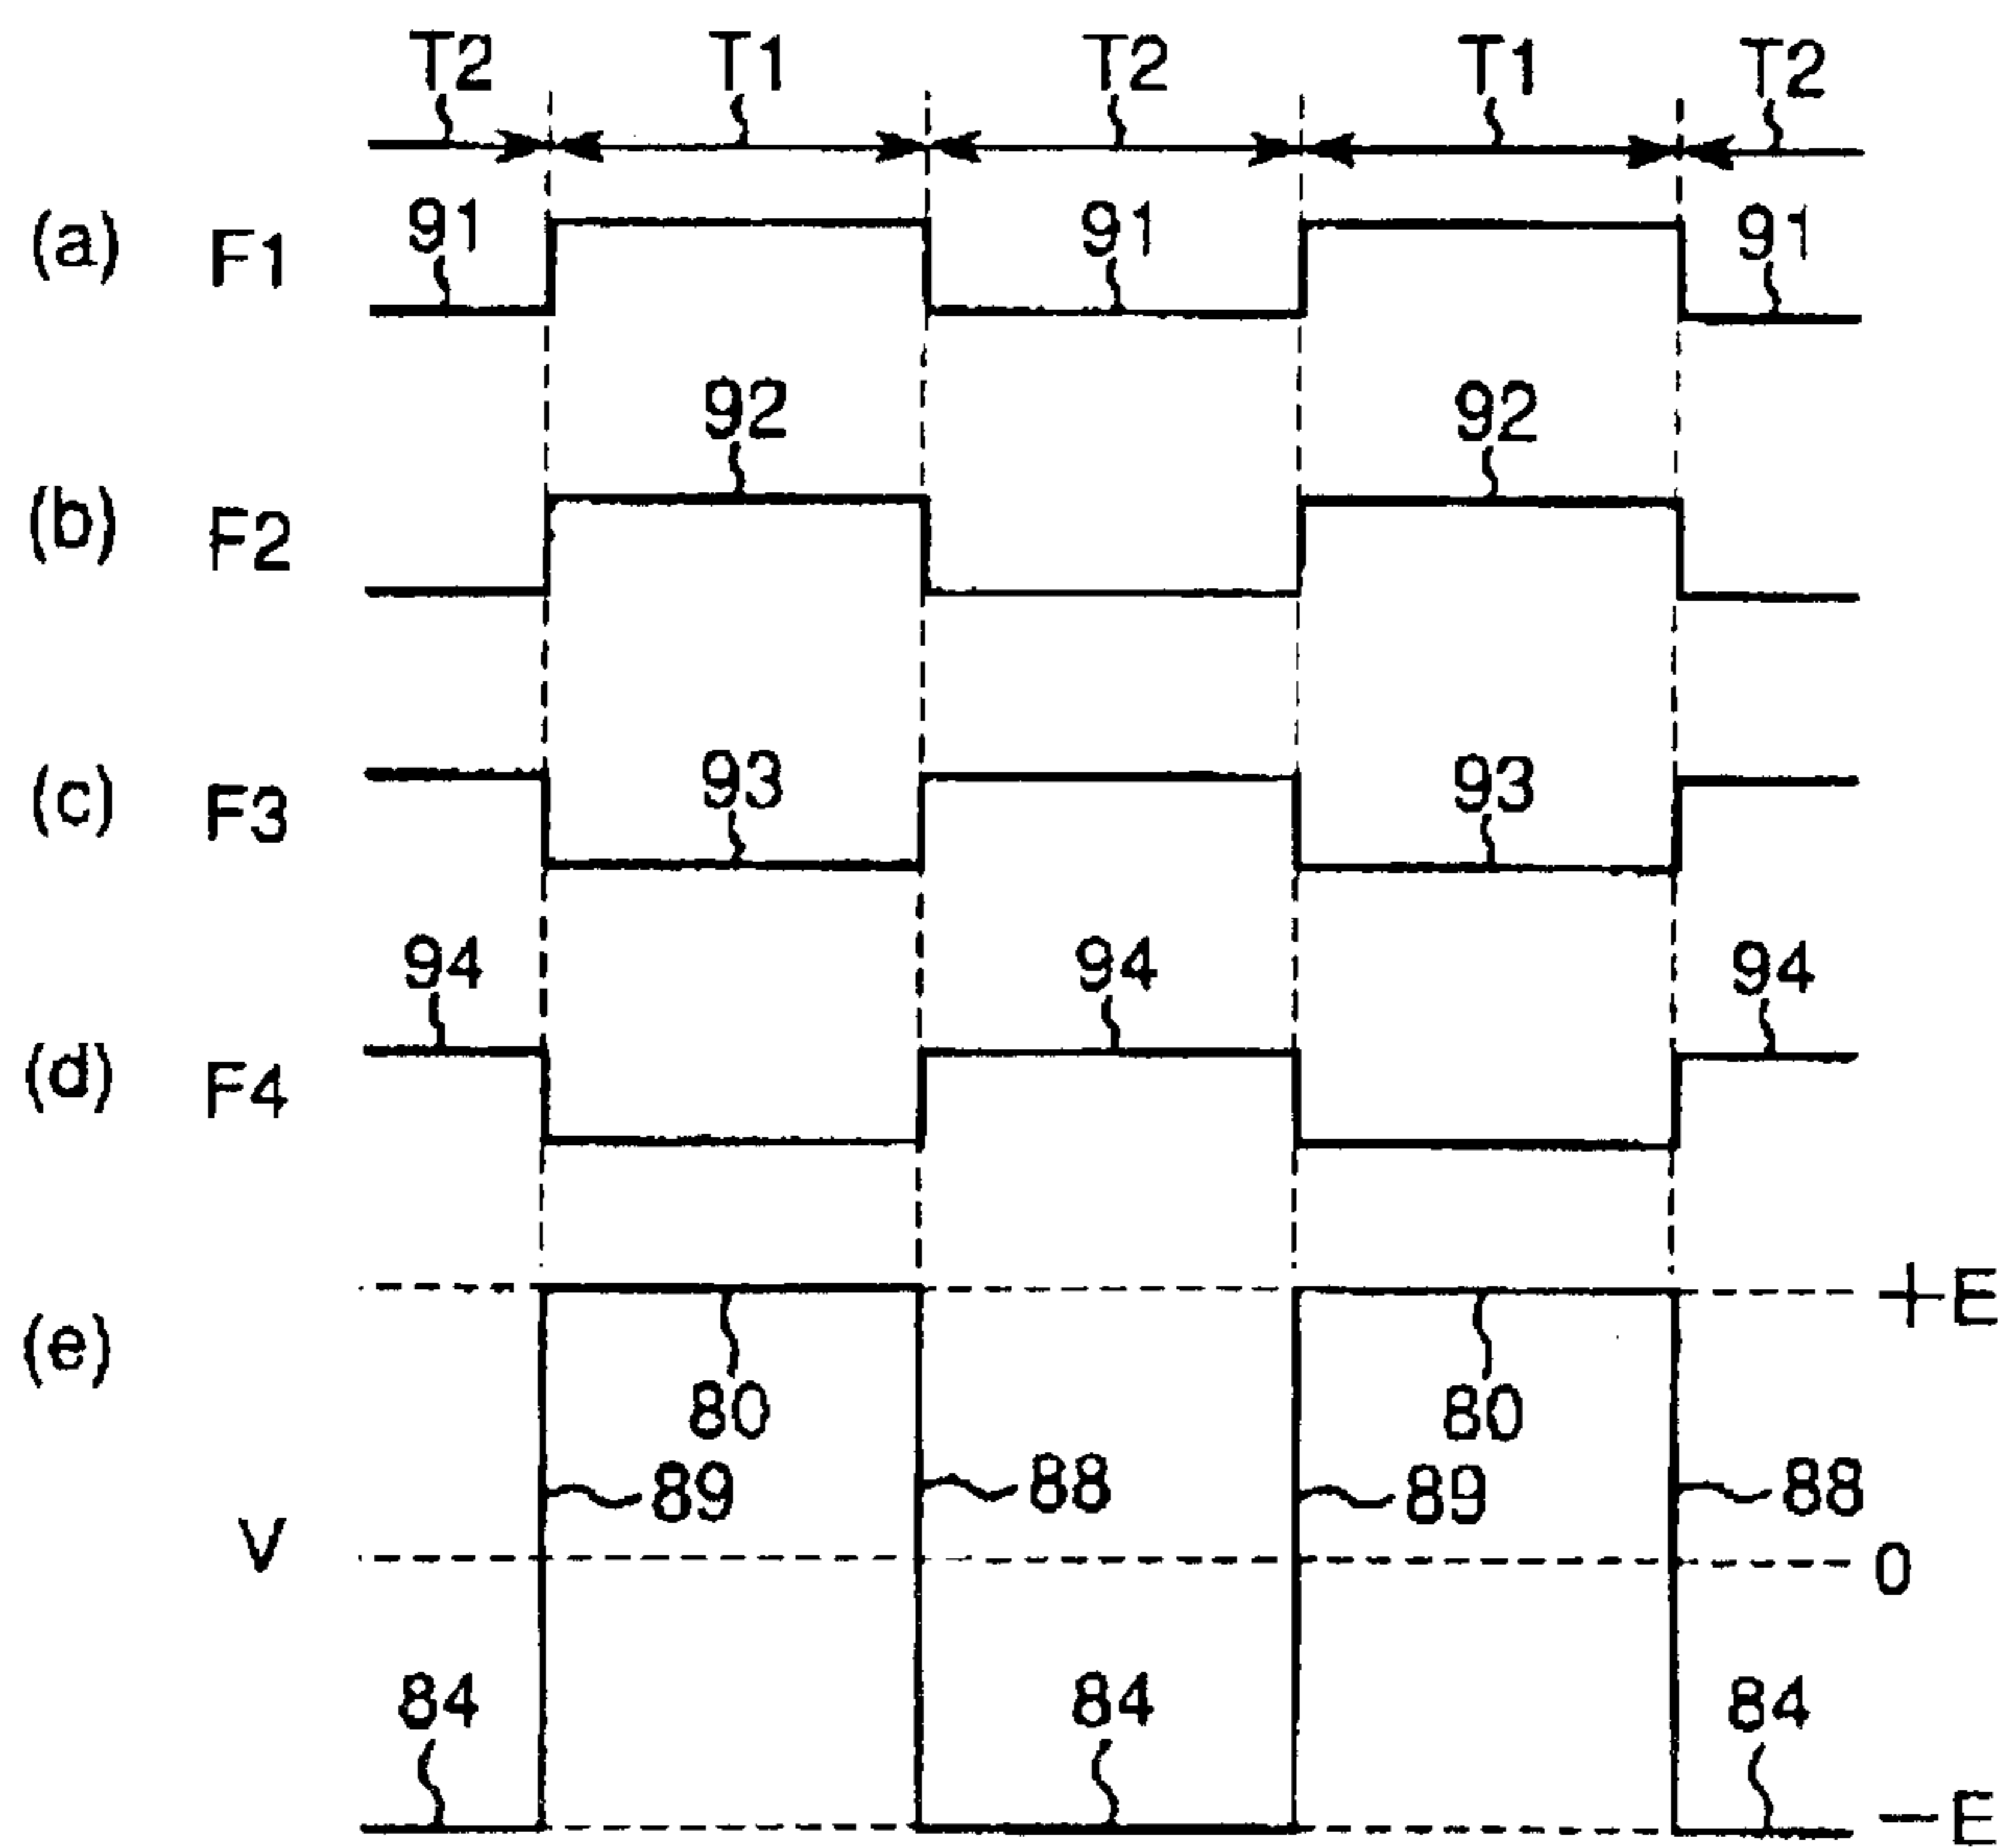 T2 T1 T2 T1 T2
(a) F1 91 91 91
92 92
(b) F2
(c) F3 93 93
94 94 94
(d) F4
+E
(e)
80 80
89 88 89 88
V 0
84 84 84
−E